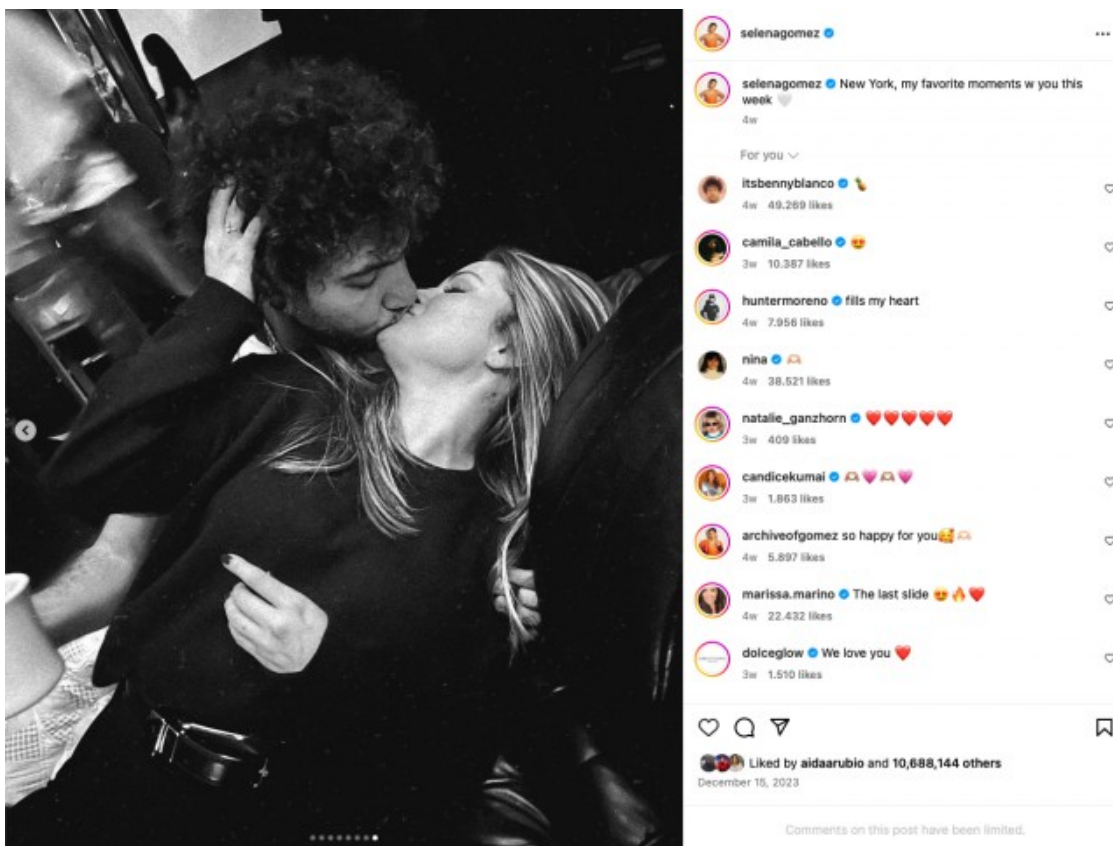 selenagomez
selenagomez New York, my favorite moments w you this
week 🤍
4w
For you
itsbennyblanco 🍍
4w 49.269 likes
camila_cabello 😍
3w 10.387 likes
huntermoreno fills my heart
4w 7.956 likes
nina 🫶🏼
4w 38.521 likes
natalie_ganzhorn ❤️❤️❤️❤️❤️
3w 409 likes
candicekumai 🫶🏽💗🫶🏽💗
3w 1.863 likes
archiveofgomez so happy for you🥰🫶🏻
4w 5.897 likes
marissa.marino The last slide 😍🔥❤️
4w 22.432 likes
dolceglow We love you ❤️
3w 1.510 likes
Liked by aidaarubio and 10,688,144 others
December 15, 2023
Comments on this post have been limited.